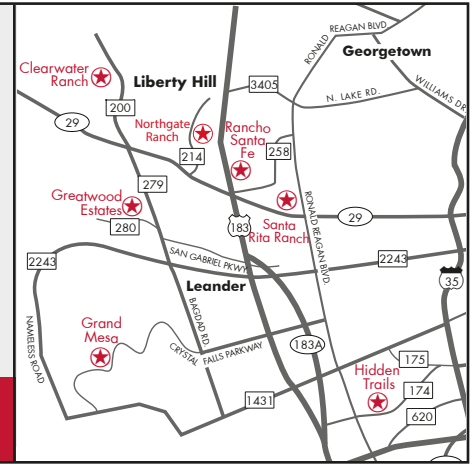 RONALD
REAGAN BLVD.
Georgetown
Clearwater
Ranch
Liberty Hill
3405
N. LAKE RD.
WILLIAMS DR.
200
29
Northgate
Ranch
Rancho
Santa
Fe
214
258
279
Greatwood
Estates
280
Santa
Rita Ranch
RONALD REAGAN BLVD.
29
183
SAN GABRIEL PKWY
2243
2243
Leander
35
NAMELESS ROAD
BAGDAD RD.
Grand
Mesa
CRYSTAL FALLS PARKWAY
183A
175
Hidden
Trails
174
1431
620